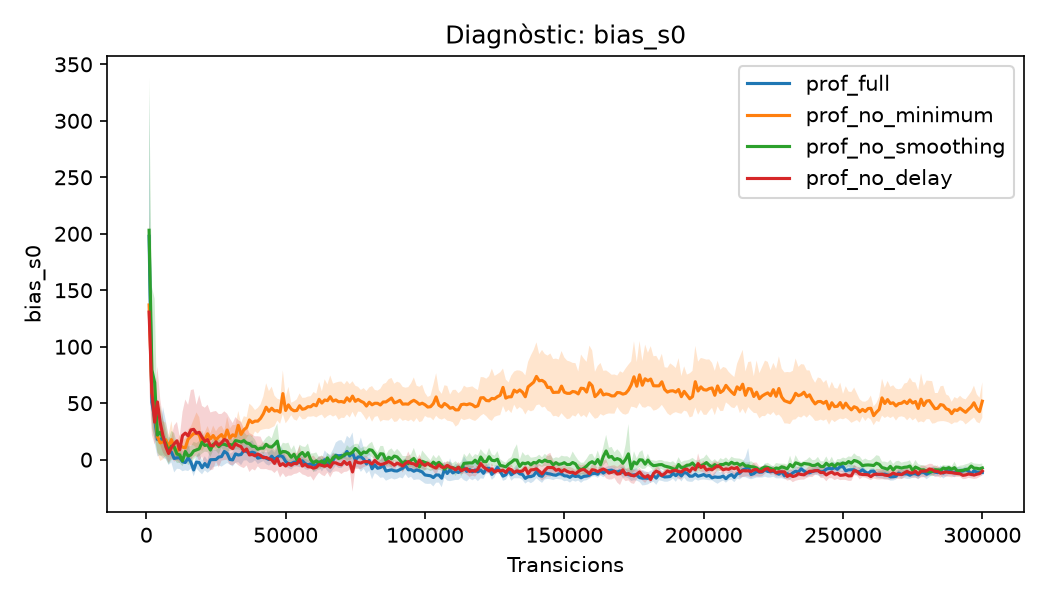 Diagnòstic: bias_s0
350
300
250
200
150
100
50
0
bias_s0
prof_full
prof_no_minimum
prof_no_smoothing
prof_no_delay
0
50000
100000
150000
200000
250000
300000
Transicions